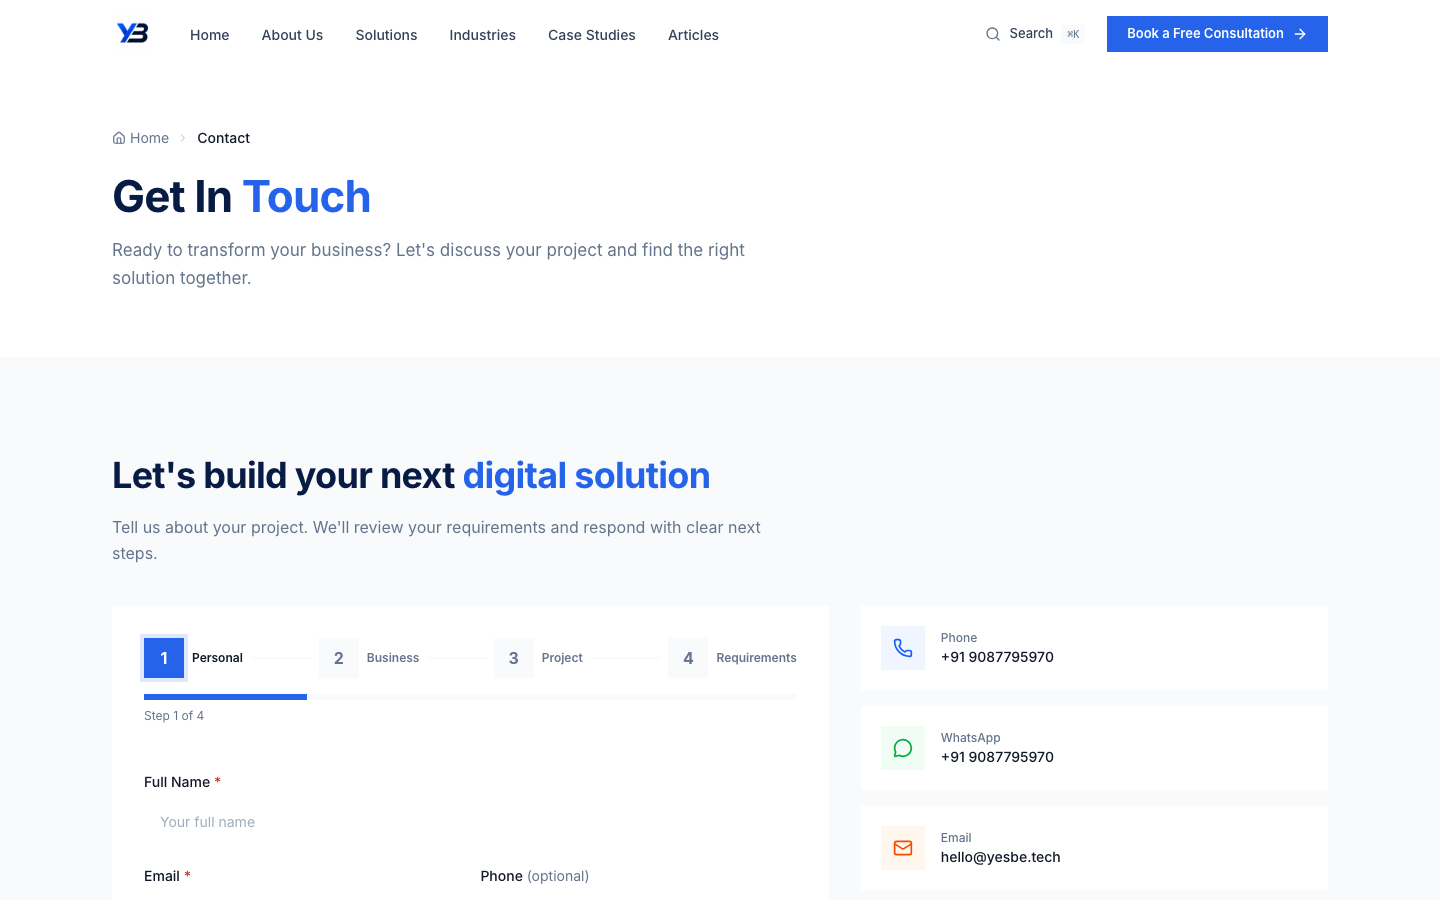 YB
Home
About Us
Solutions
Industries
Case Studies
Articles
Search
⌘K
Book a Free Consultation
Home
Contact
Get In Touch
Ready to transform your business? Let's discuss your project and find the right
solution together.
Let's build your next digital solution
Tell us about your project. We'll review your requirements and respond with clear next
steps.
1
Personal
2
Business
3
Project
4
Requirements
Step 1 of 4
Full Name *
Your full name
Email *
Phone (optional)
Phone
+91 9087795970
WhatsApp
+91 9087795970
Email
hello@yesbe.tech